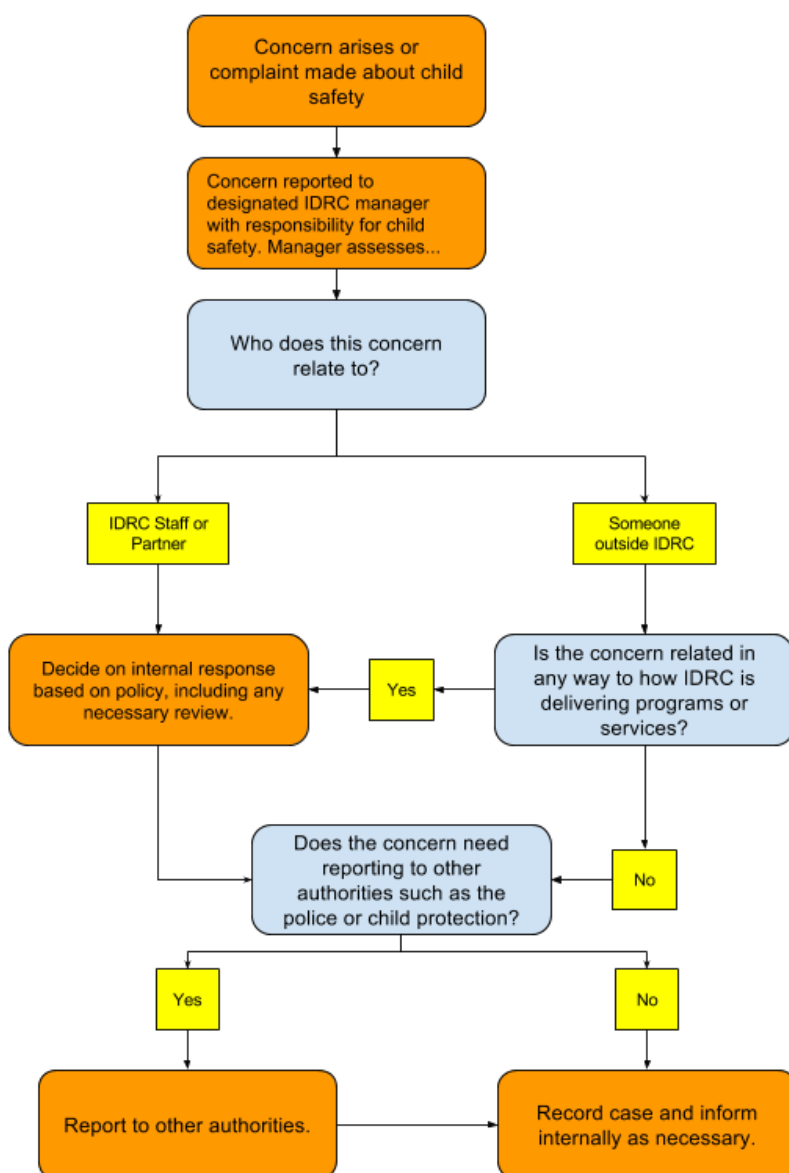 Concern arises or
complaint made about child
safety
Concern reported to
designated IDRC manager
with responsibility for child
safety. Manager assesses...
Who does this concern
relate to?
IDRC Staff or
Partner
Someone
outside IDRC
Decide on internal response
based on policy, including any
necessary review.
Yes
Is the concern related in
any way to how IDRC is
delivering programs or
services?
Does the concern need
reporting to other
authorities such as the
police or child protection?
No
Yes
No
Report to other authorities.
Record case and inform
internally as necessary.